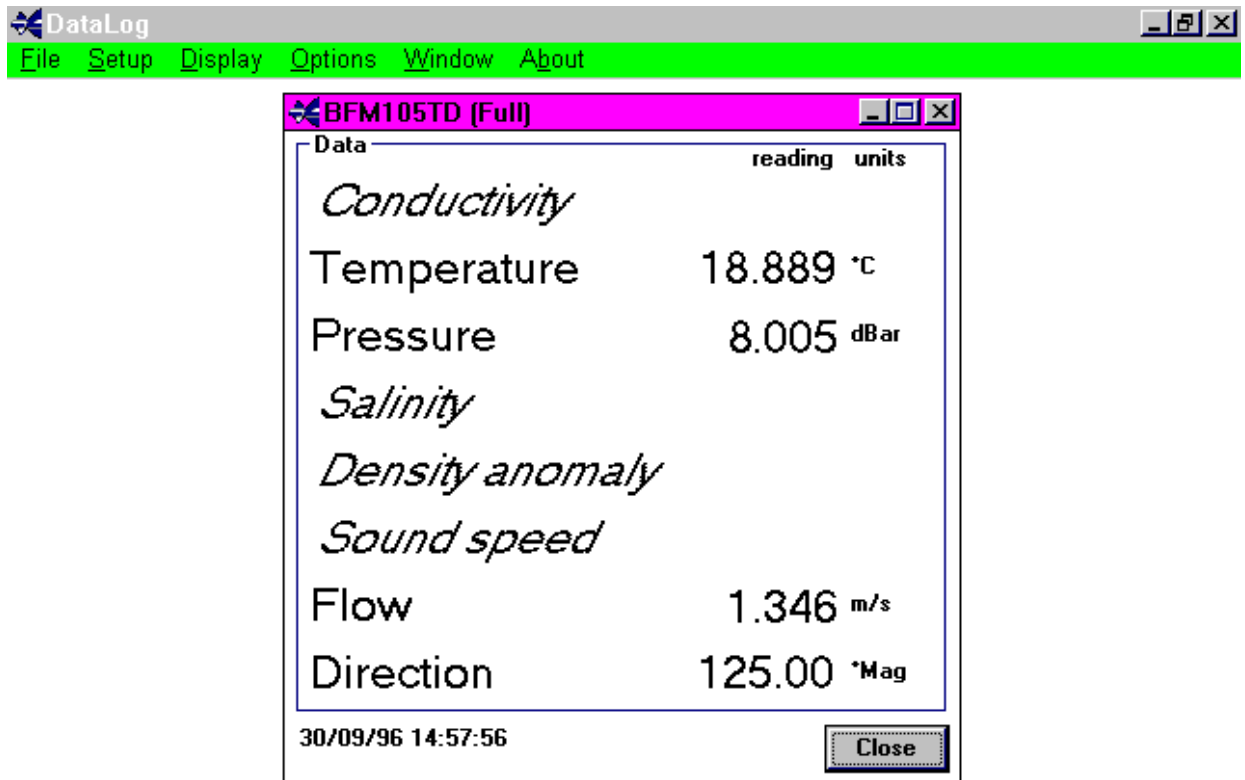 DataLog
File Setup Display Options Window About
BFM105TD (Full)
Data
reading units
Conductivity
Temperature 18.889 °C
Pressure 8.005 dBar
Salinity
Density anomaly
Sound speed
Flow 1.346 m/s
Direction 125.00 °Mag
30/09/96 14:57:56
Close